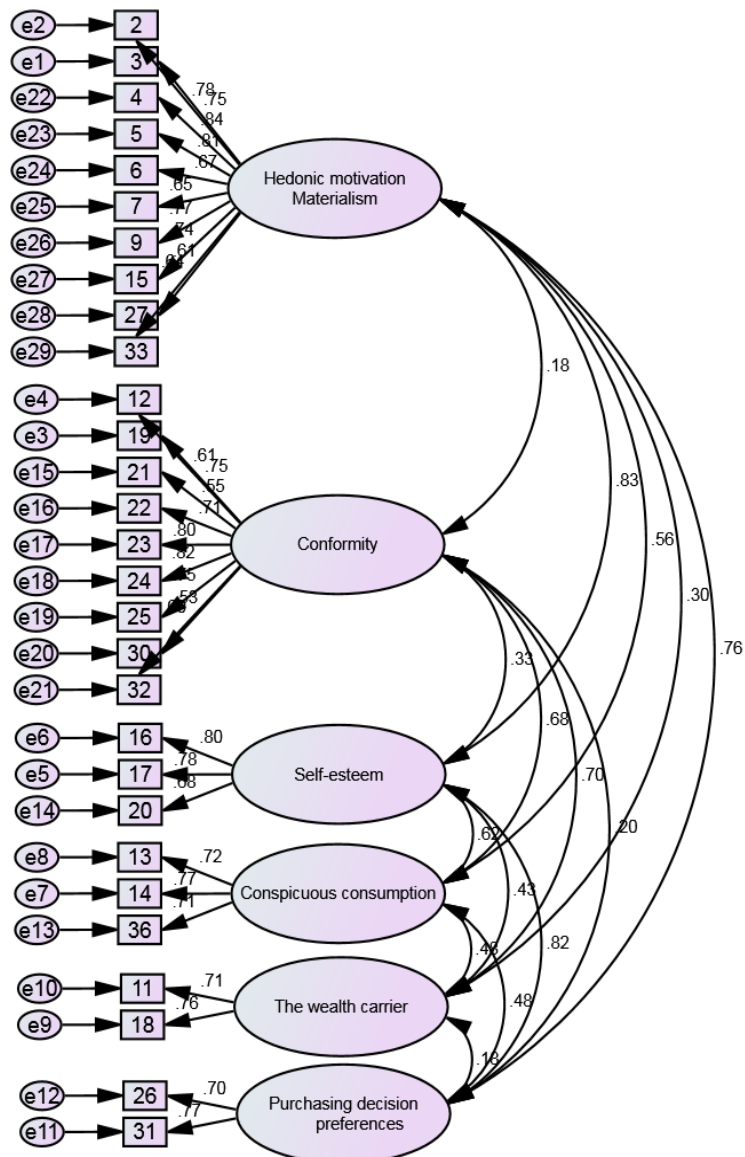 e2 2
e1 3
e22 4
e23 5
e24 6
e25 7
e26 9
e27 15
e28 27
e29 33
.78
.75
.84
.81
.67
.65
.77
.74
.61
Hedonic motivation
Materialism
.18
.83
.56
.30
.76
e4 12
e3 19
e15 21
e16 22
e17 23
e18 24
e19 25
e20 30
e21 32
.61
.75
.55
.71
.80
.82
.53
Conformity
.33
.68
.70
.20
e6 16
e5 17
e14 20
.80
.78
.68
Self-esteem
.62
.43
.82
e8 13
e7 14
e13 36
.72
.77
.71
Conspicuous consumption
.48
e10 11
e9 18
.71
.76
The wealth carrier
e12 26
e11 31
.70
.77
Purchasing decision
preferences